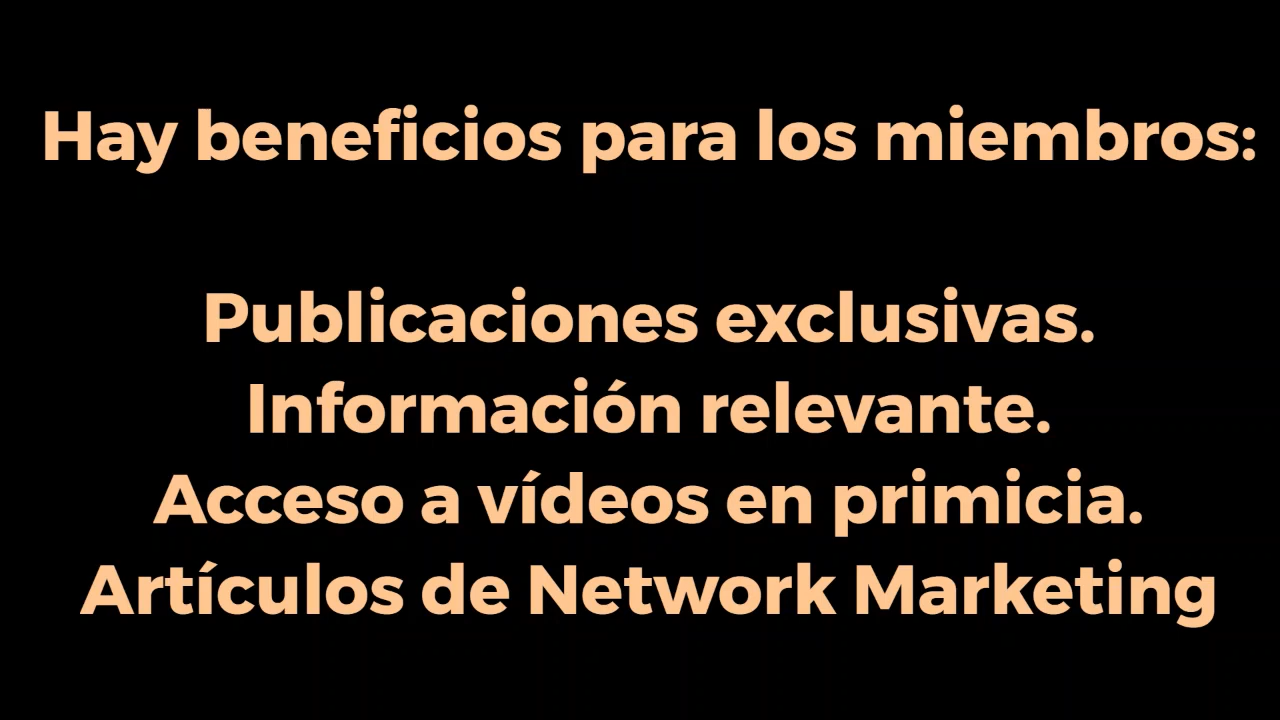 Hay beneficios para los miembros:
Publicaciones exclusivas.
Información relevante.
Acceso a vídeos en primicia.
Artículos de Network Marketing